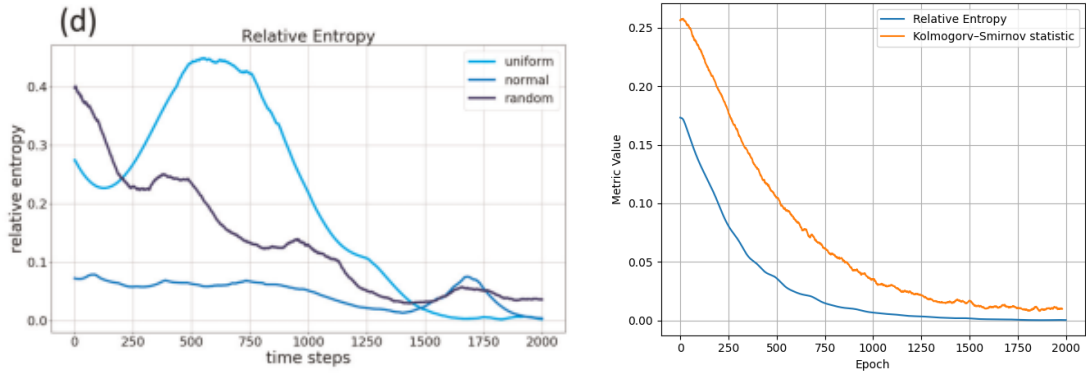 (d)
Relative Entropy
uniform
normal
random
relative entropy
0.4
0.3
0.2
0.1
0.0
0 250 500 750 1000 1250 1500 1750 2000
time steps
Relative Entropy
Kolmogorv–Smirnov statistic
Metric Value
0.25
0.20
0.15
0.10
0.05
0.00
0 250 500 750 1000 1250 1500 1750 2000
Epoch